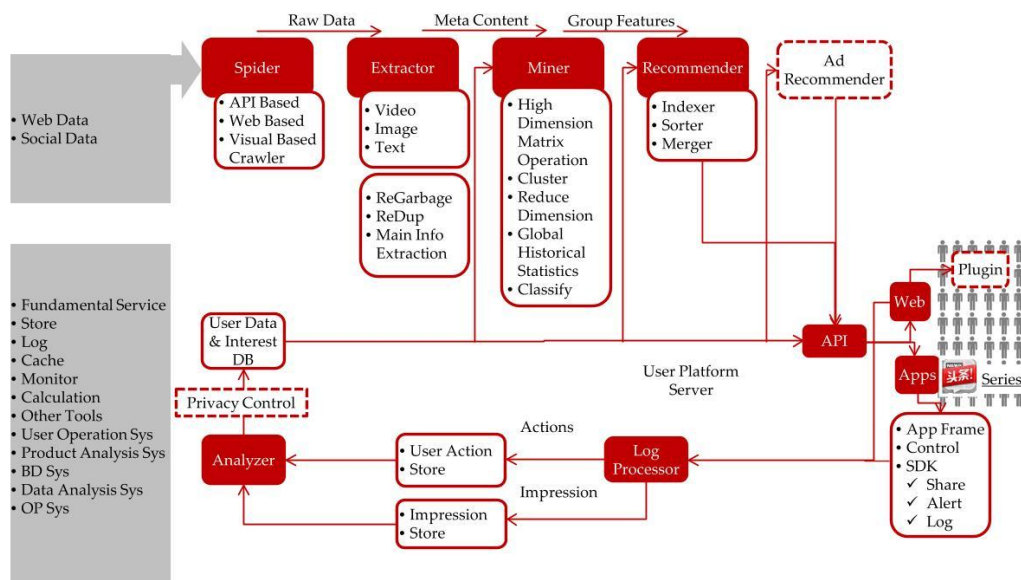 Raw Data
Meta Content
Group Features
Spider
Extractor
Miner
Recommender
Ad
Recommender
• Web Data
• Social Data
• API Based
• Web Based
• Visual Based
Crawler
• Video
• Image
• Text
• ReGarbage
• ReDup
• Main Info
Extraction
• High
Dimension
Matrix
Operation
• Cluster
• Reduce
Dimension
• Global
Historical
Statistics
• Classify
• Indexer
• Sorter
• Merger
• Fundamental Service
• Store
• Log
• Cache
• Monitor
• Calculation
• Other Tools
• User Operation Sys
• Product Analysis Sys
• BD Sys
• Data Analysis Sys
• OP Sys
User Data
& Interest
DB
Privacy Control
Analyzer
API
User Platform
Server
Web
Plugin
Apps
头条!
Series
• App Frame
• Control
• SDK
✓ Share
✓ Alert
✓ Log
Actions
• User Action
• Store
Log
Processor
Impression
• Impression
• Store